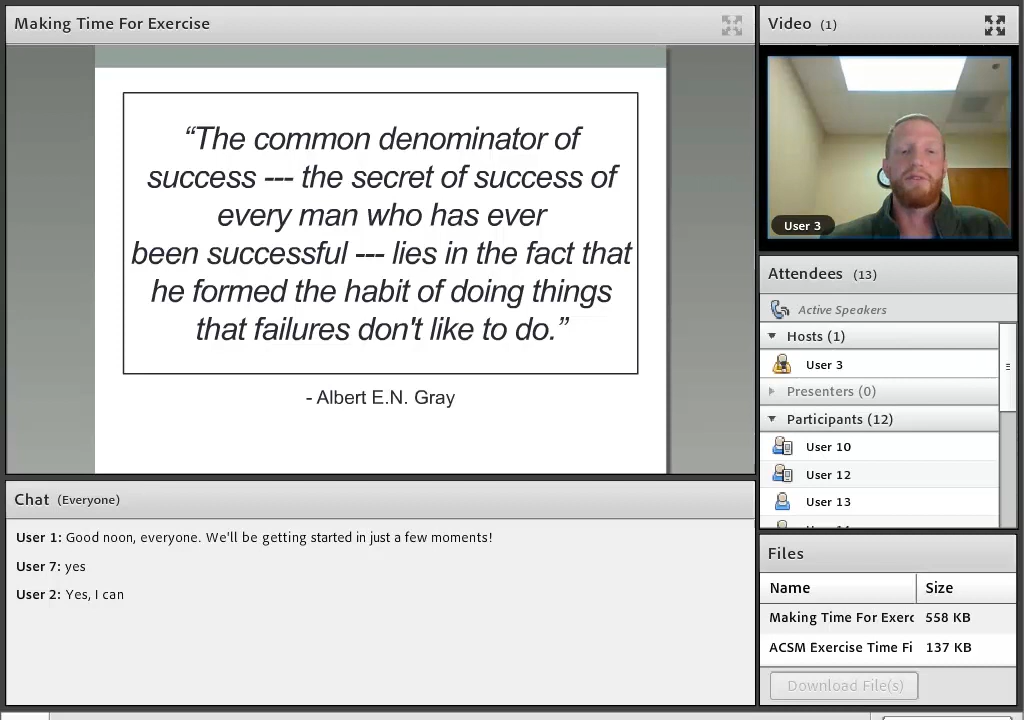 Making Time For Exercise
“The common denominator of
success --- the secret of success of
every man who has ever
been successful --- lies in the fact that
he formed the habit of doing things
that failures don't like to do.”
- Albert E.N. Gray
Chat (Everyone)
User 1: Good noon, everyone. We'll be getting started in just a few moments!
User 7: yes
User 2: Yes, I can
Video (1)
User 3
Attendees (13)
Active Speakers
Hosts (1)
User 3
Presenters (0)
Participants (12)
User 10
User 12
User 13
Files
Name Size
Making Time For Exerc 558 KB
ACSM Exercise Time Fi 137 KB
Download File(s)